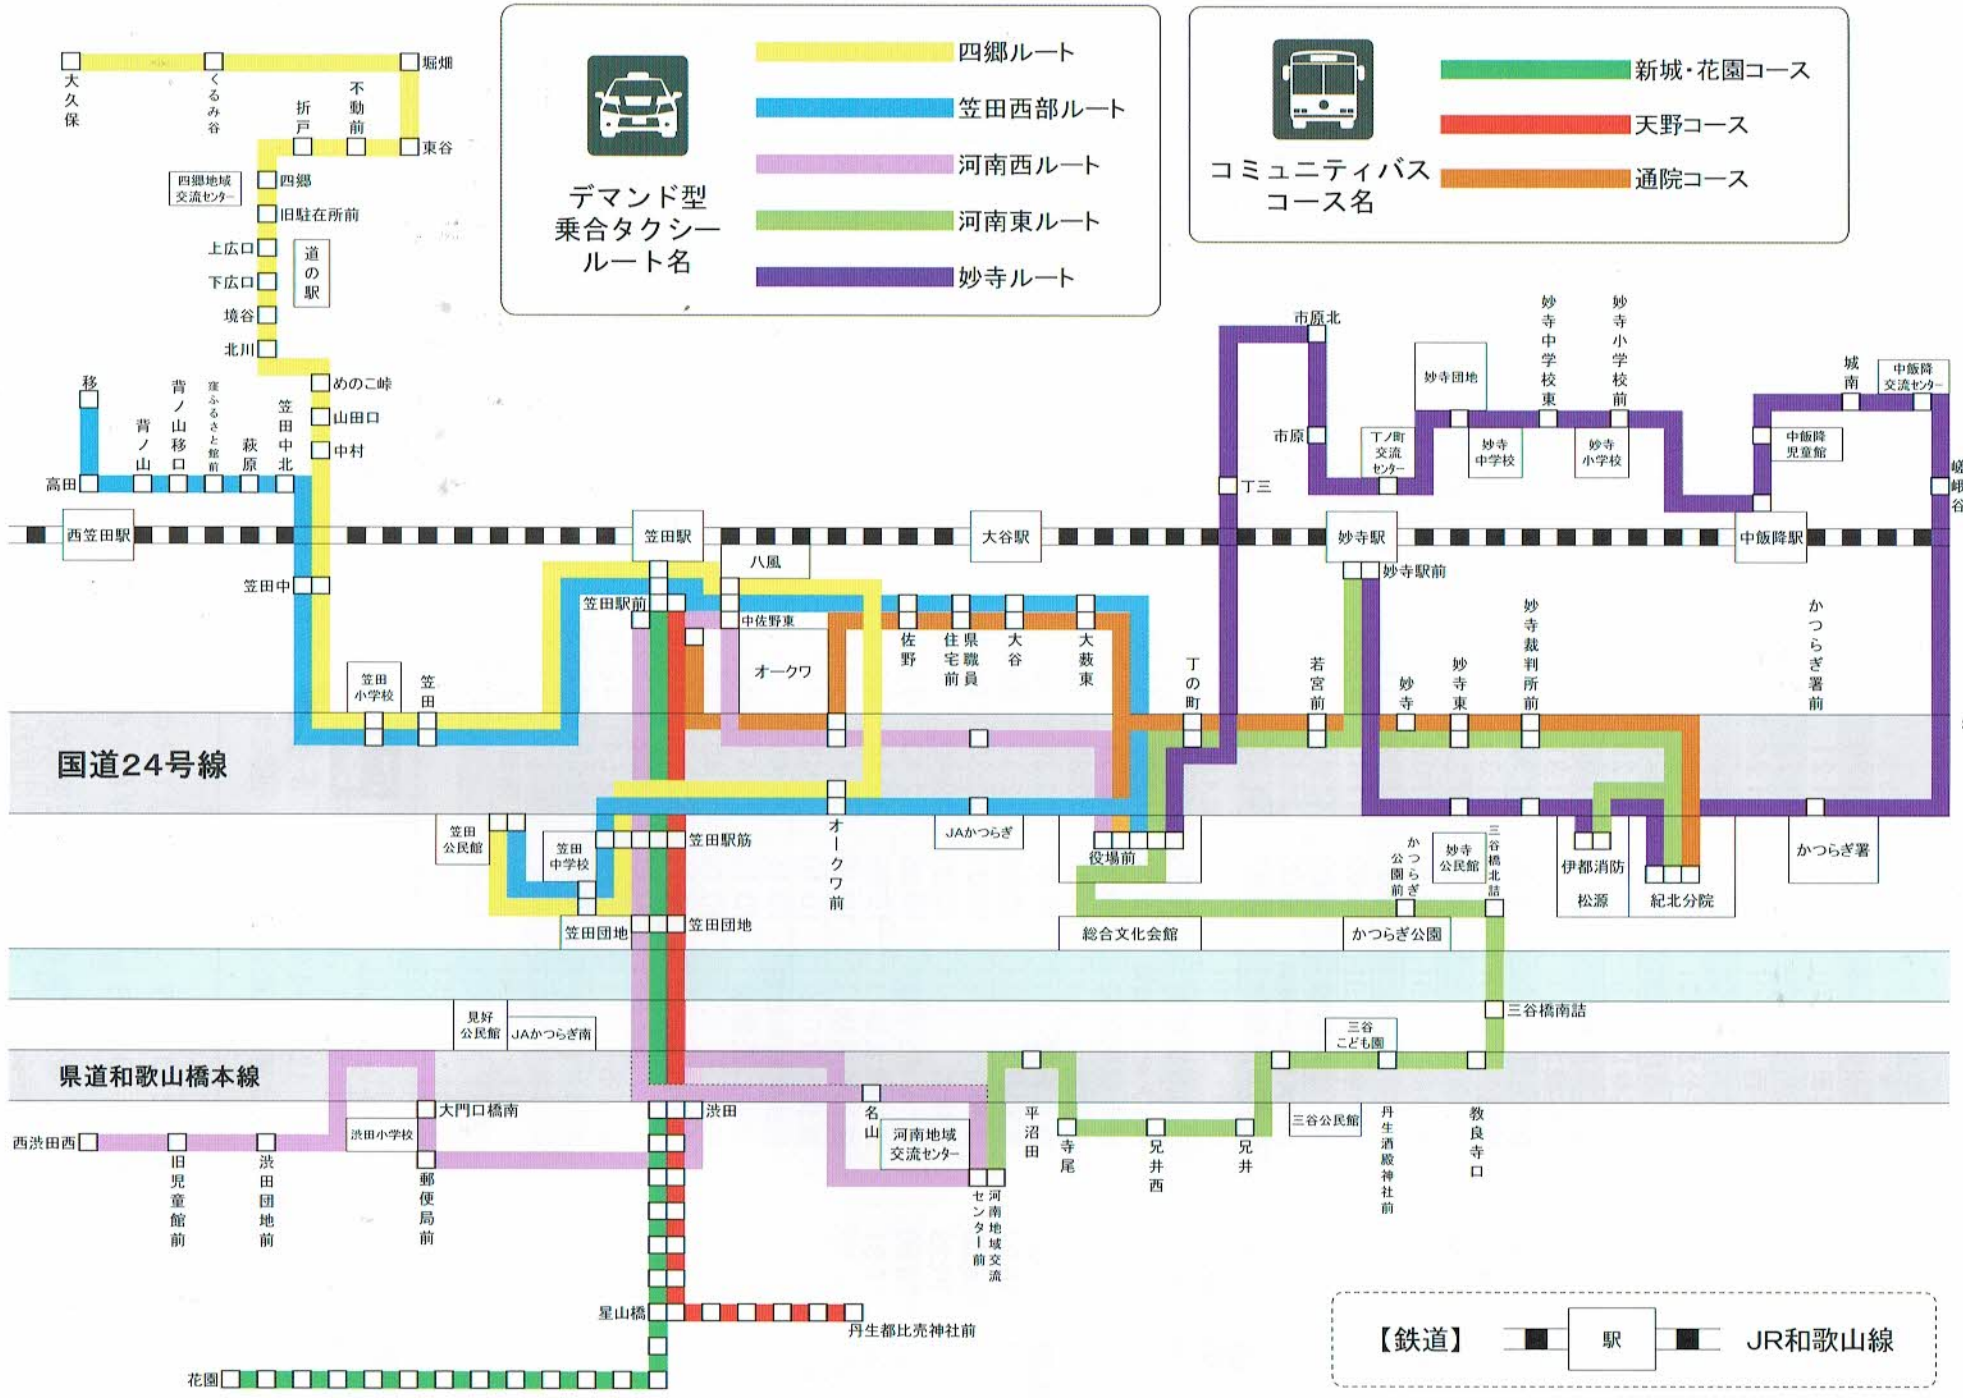 四郷ルート
笠田西部ルート
河南西ルート
河南東ルート
妙寺ルート
デマンド型
乗合タクシー
ルート名
新城・花園コース
天野コース
通院コース
コミュニティバス
コース名
大久保
くるみ谷
堀畑
折戸
不動前
東谷
四郷地域
交流センター
四郷
旧駐在所前
上広口
道の駅
下広口
境谷
北川
めのこ峠
山田口
中村
移
高田
背ノ山
背ノ山移口
窪ふるさと館前
萩原
笠田中北
西笠田駅
笠田駅
大谷駅
妙寺駅
中飯降駅
市原北
市原
丁三
丁ノ町
交流
センター
妙寺団地
妙寺
中学校
妙寺中学校東
妙寺小学校前
妙寺
小学校
城南
中飯降
交流センター
中飯降
児童館
嵯峨谷
笠田中
笠田駅前
八風
中佐野東
オークワ
佐野
県職員
住宅前
大谷
大薮東
丁の町
若宮前
妙寺駅前
妙寺
妙寺東
妙寺裁判所前
かつらぎ署前
笠田
小学校
笠田
国道24号線
笠田
公民館
笠田
中学校
笠田駅筋
オークワ前
JAかつらぎ
役場前
かつらぎ
公園前
妙寺
公民館
三谷橋北詰
伊都消防
松源
紀北分院
かつらぎ署
笠田団地
笠田団地
総合文化会館
かつらぎ公園
三谷橋南詰
見好
公民館
JAかつらぎ南
三谷
こども園
県道和歌山橋本線
大門口橋南
渋田
名山
河南地域
交流センター
平沼田
寺尾
兄井西
兄井
三谷公民館
丹生酒殿神社前
教良寺口
西渋田西
旧児童館前
渋田団地前
渋田小学校
郵便局前
河南地域交流
センター前
星山橋
丹生都比売神社前
花園
【鉄道】
駅
JR和歌山線